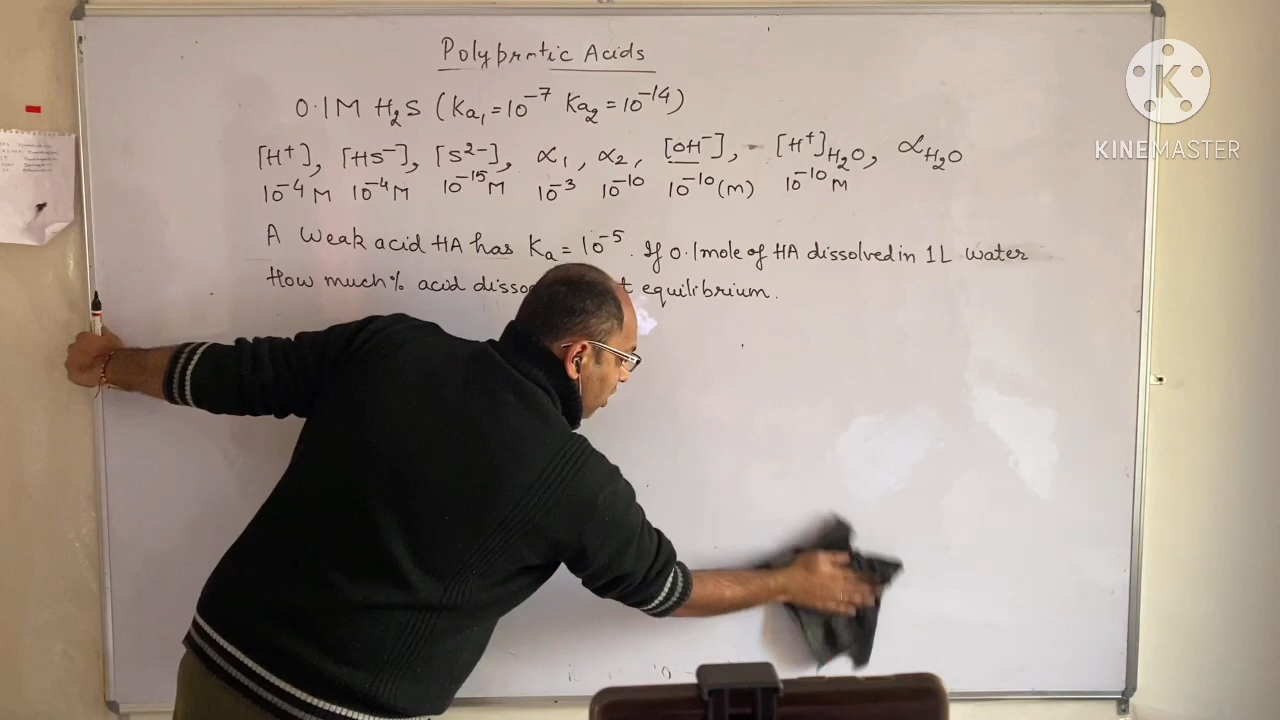 Polyprotic Acids
0.1M H₂S (Ka₁=10⁻⁷ Ka₂=10⁻¹⁴)
[H⁺], [HS⁻], [S²⁻], α₁, α₂, [OH⁻], [H⁺]H₂O, αH₂O
10⁻⁴M 10⁻⁴M 10⁻¹⁵M 10⁻³ 10⁻¹⁰ 10⁻¹⁰(m) 10⁻¹⁰M
A weak acid HA has Ka = 10⁻⁵. If 0.1mole of HA dissolved in 1L water
How much% acid equilibrium.
K
KINEMASTER